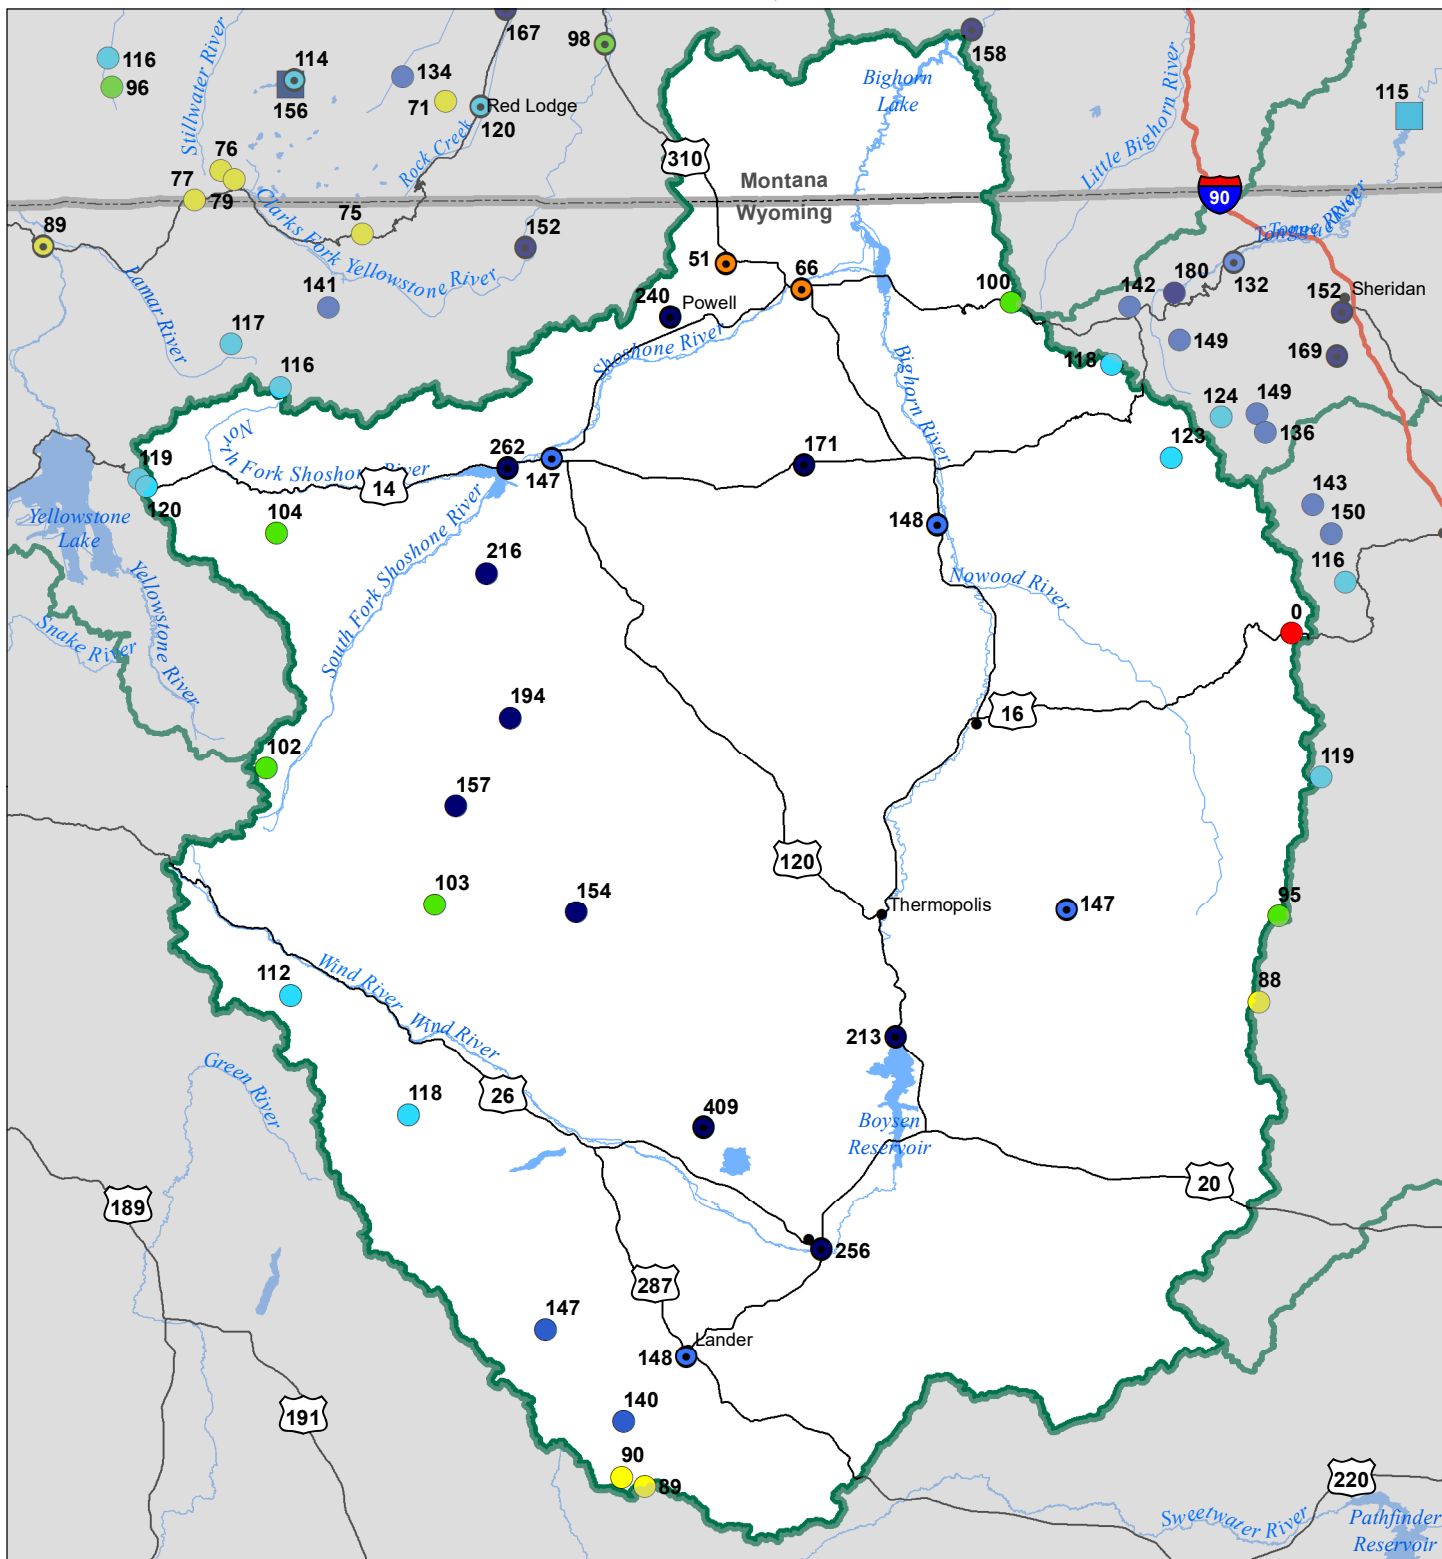 167
98
158
116
96
114
156
134
71
Red Lodge
120
Stillwater River
Rock Creek
Bighorn
Lake
Little Bighorn River
115
310
90
76
77
79
75
Clarks Fork Yellowstone River
152
Montana
Wyoming
Tongue River
89
Lamar River
141
51
66
240
Powell
100
142
180
132
152
Sheridan
117
116
Shoshone River
Bighorn River
118
149
169
124
149
136
North Fork Shoshone River
119
120
14
262
147
171
123
143
150
116
Yellowstone
Lake
104
148
216
South Fork Shoshone River
Nowood River
Yellowstone River
Snake River
0
194
16
102
119
157
120
103
154
Thermopolis
147
95
112
Wind River
Wind River
88
213
Green River
118
26
409
Boysen
Reservoir
189
20
256
287
147
Lander
148
191
140
90
89
220
Sweetwater River
Pathfinder
Reservoir